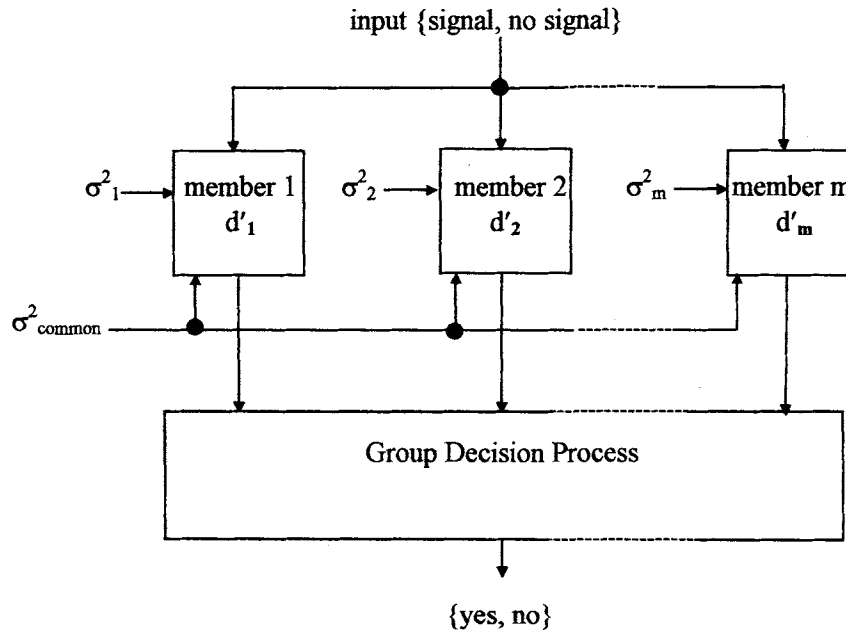 input {signal, no signal}
σ²₁
member 1
d′₁
σ²₂
member 2
d′₂
σ²ₘ
member m
d′ₘ
σ²common
Group Decision Process
{yes, no}